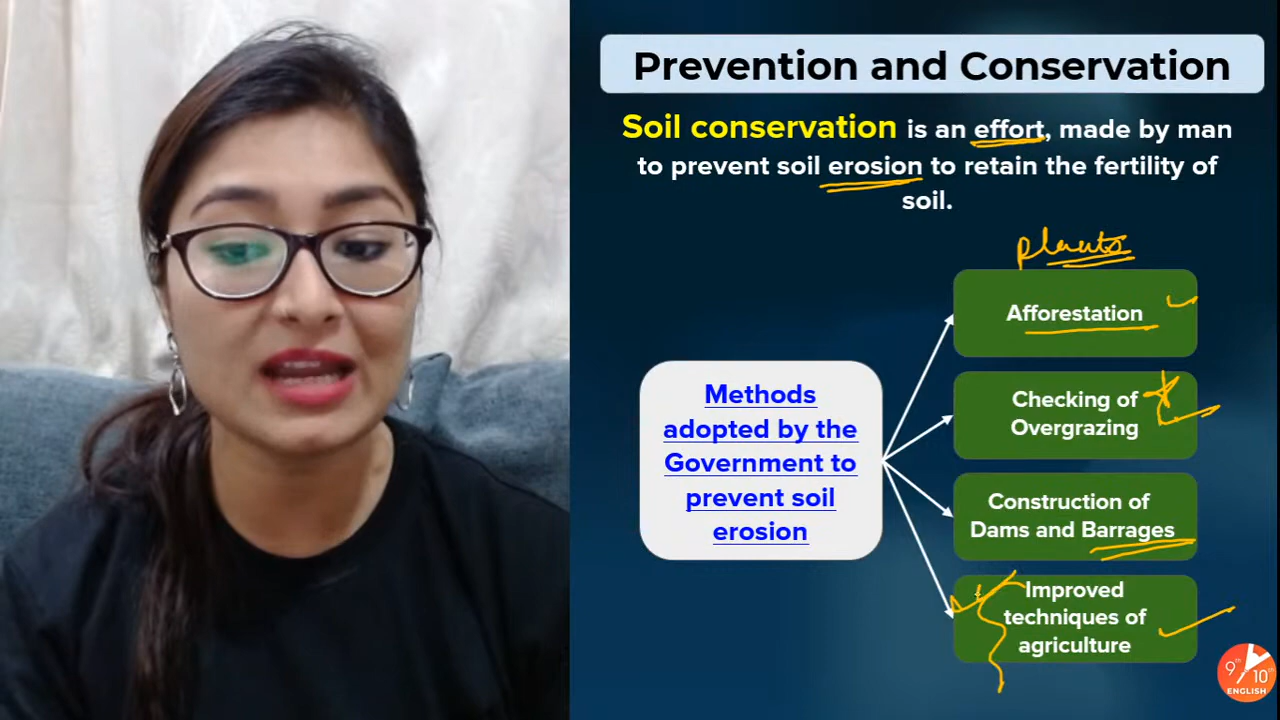 Prevention and Conservation
Soil conservation is an effort, made by man
to prevent soil erosion to retain the fertility of
soil.
plants
Afforestation
Checking of
Overgrazing
Methods
adopted by the
Government to
prevent soil
erosion
Construction of
Dams and Barrages
Improved
techniques of
agriculture
9th 10th
ENGLISH